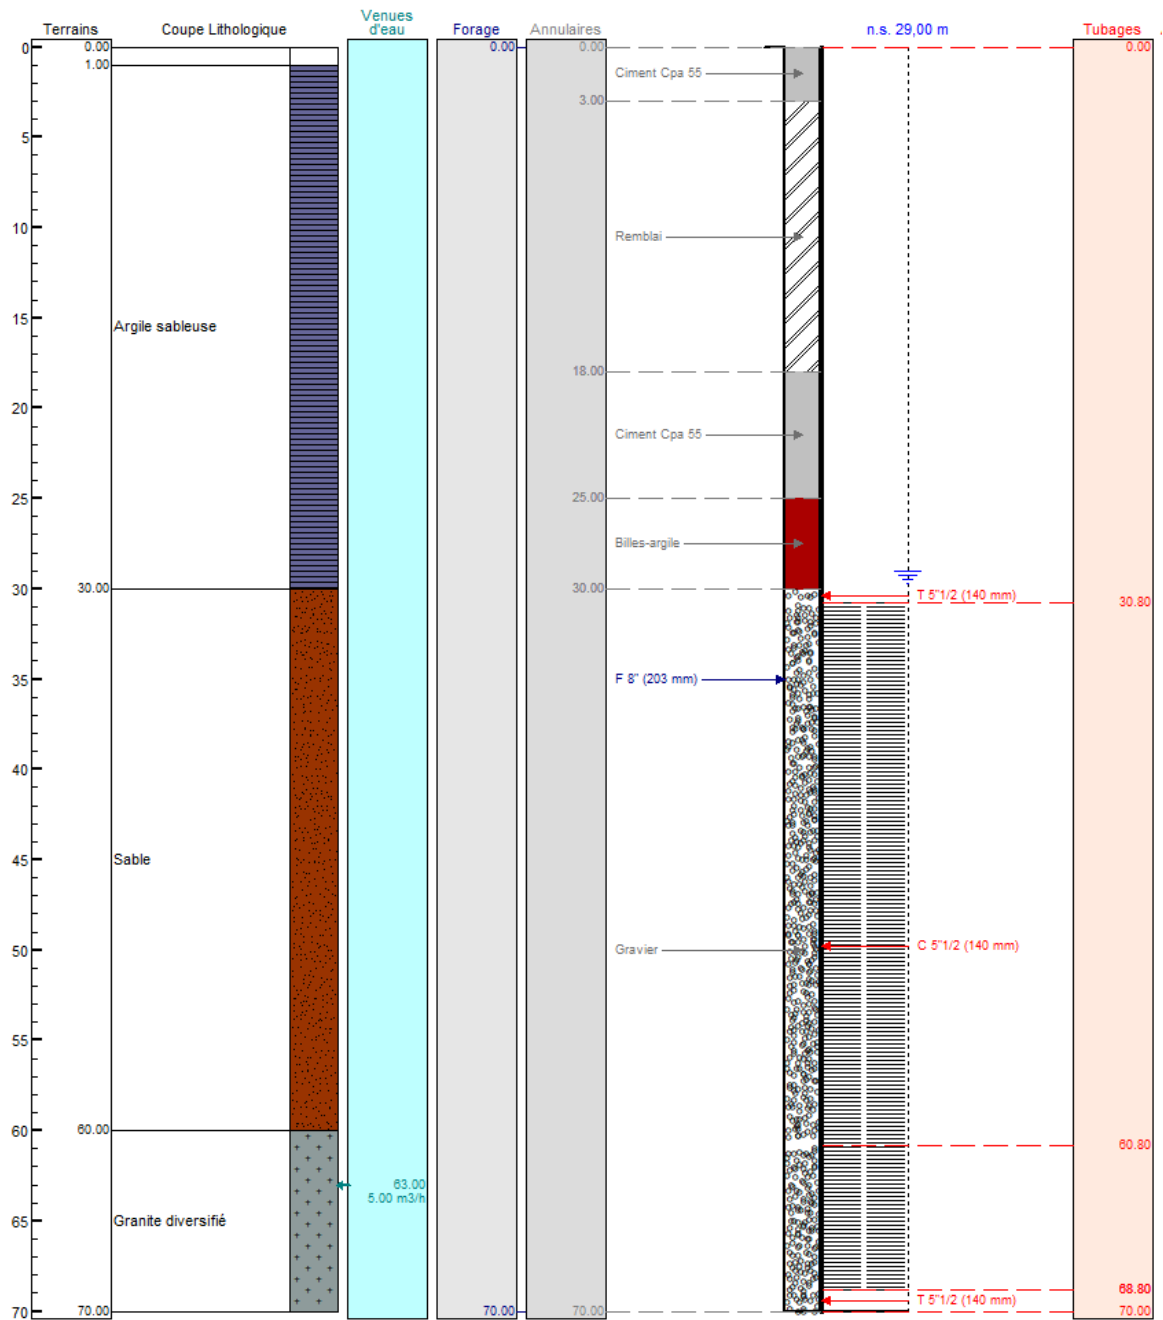 Terrains
Coupe Lithologique
Venues
d'eau
Forage
Annulaires
n.s. 29,00 m
Tubages
0
0.00
0.00
0.00
0.00
1.00
Ciment Cpa 55
3.00
5
10
Remblai
15
Argile sableuse
18.00
20
Ciment Cpa 55
25
25.00
Billes-argile
30
30.00
30.00
T 5"1/2 (140 mm)
30.80
35
F 8" (203 mm)
40
45
Sable
50
Gravier
C 5"1/2 (140 mm)
55
60
60.00
60.80
63.00
5.00 m3/h
65
Granite diversifié
68.80
T 5"1/2 (140 mm)
70
70.00
70.00
70.00
70.00